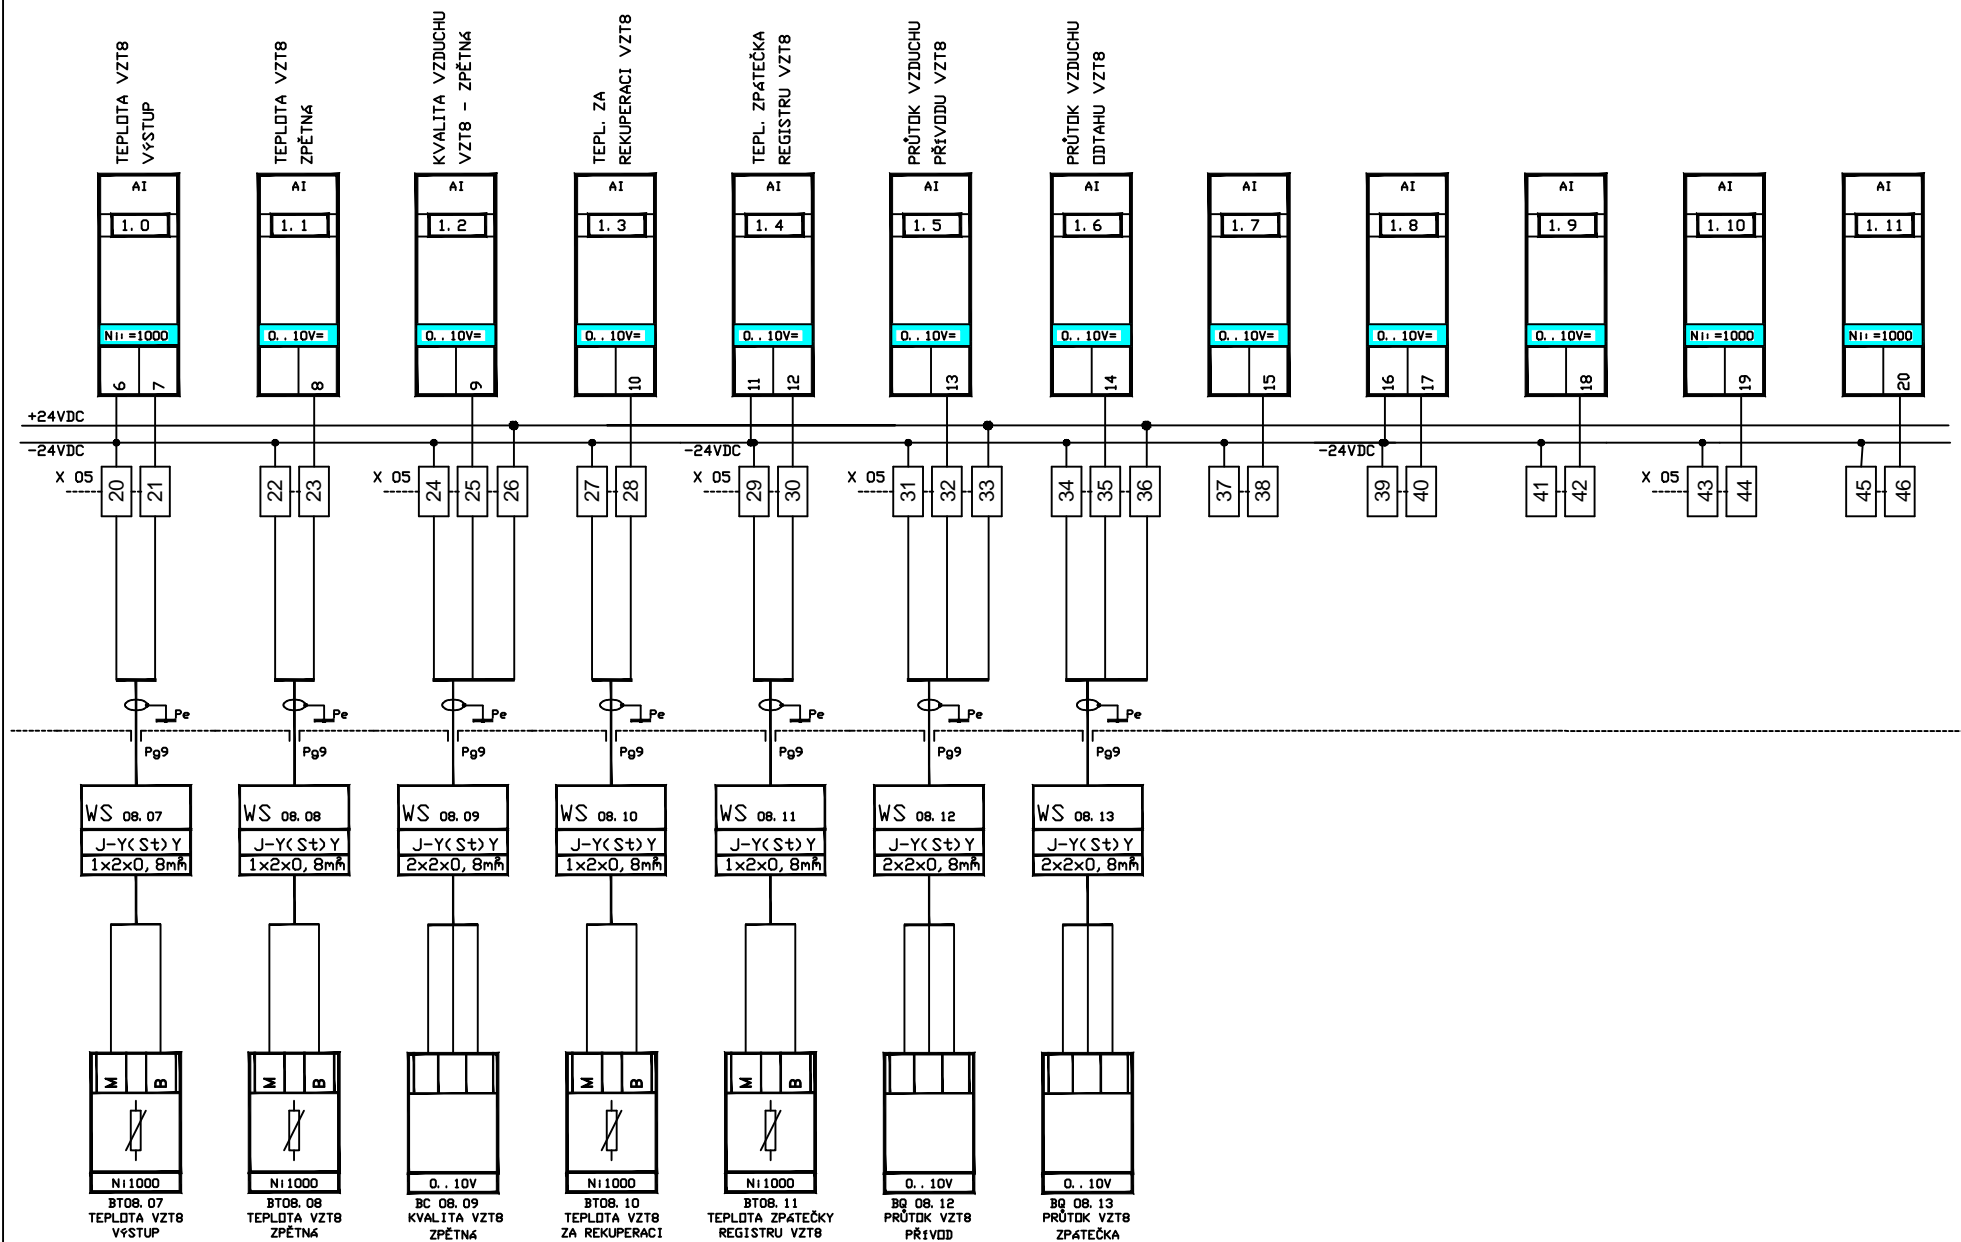 TEPLOTA VZT8
VÝSTUP
TEPLOTA VZT8
ZPĚTNÁ
KVALITA VZDUCHU
VZT8 - ZPĚTNÁ
TEPL. ZA
REKUPERACI VZT8
TEPL. ZPÁTEČKA
REGISTRU VZT8
PRŮTOK VZDUCHU
PŘÍVODU VZT8
PRŮTOK VZDUCHU
ODTAHU VZT8
AI AI AI AI AI AI AI AI AI AI AI AI
1.0 1.1 1.2 1.3 1.4 1.5 1.6 1.7 1.8 1.9 1.10 1.11
Ni=1000 0..10V= 0..10V= 0..10V= 0..10V= 0..10V= 0..10V= 0..10V= 0..10V= 0..10V= Ni=1000 Ni=1000
6 7 8 9 10 11 12 13 14 15 16 17 18 19 20
+24VDC
-24VDC -24VDC -24VDC
X 05 20 21 22 23 X 05 24 25 26 27 28 X 05 29 30 X 05 31 32 33 34 35 36 37 38 39 40 41 42 X 05 43 44 45 46
Pe Pe Pe Pe Pe Pe Pe
Pg9 Pg9 Pg9 Pg9 Pg9 Pg9 Pg9
WS 08.07 WS 08.08 WS 08.09 WS 08.10 WS 08.11 WS 08.12 WS 08.13
J-Y(St)Y J-Y(St)Y J-Y(St)Y J-Y(St)Y J-Y(St)Y J-Y(St)Y J-Y(St)Y
1x2x0,8mm² 1x2x0,8mm² 2x2x0,8mm² 1x2x0,8mm² 1x2x0,8mm² 2x2x0,8mm² 2x2x0,8mm²
M B M B M B M B
Ni1000 Ni1000 0..10V Ni1000 Ni1000 0..10V 0..10V
BT08.07
TEPLOTA VZT8
VÝSTUP
BT08.08
TEPLOTA VZT8
ZPĚTNÁ
BC 08.09
KVALITA VZT8
ZPĚTNÁ
BT08.10
TEPLOTA VZT8
ZA REKUPERACI
BT08.11
TEPLOTA ZPÁTEČKY
REGISTRU VZT8
BQ 08.12
PRŮTOK VZT8
PŘÍVOD
BQ 08.13
PRŮTOK VZT8
ZPÁTEČKA